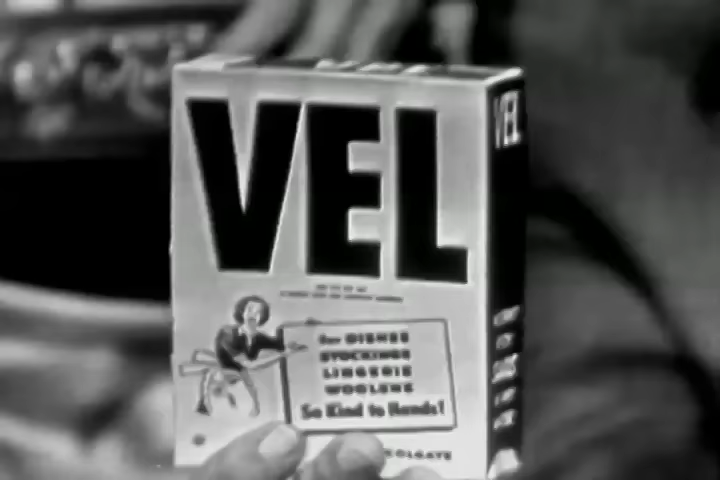 VEL
VEL
for DISHES
STOCKINGS
LINGERIE
WOOLENS
So Kind to Hands!
COLGATE